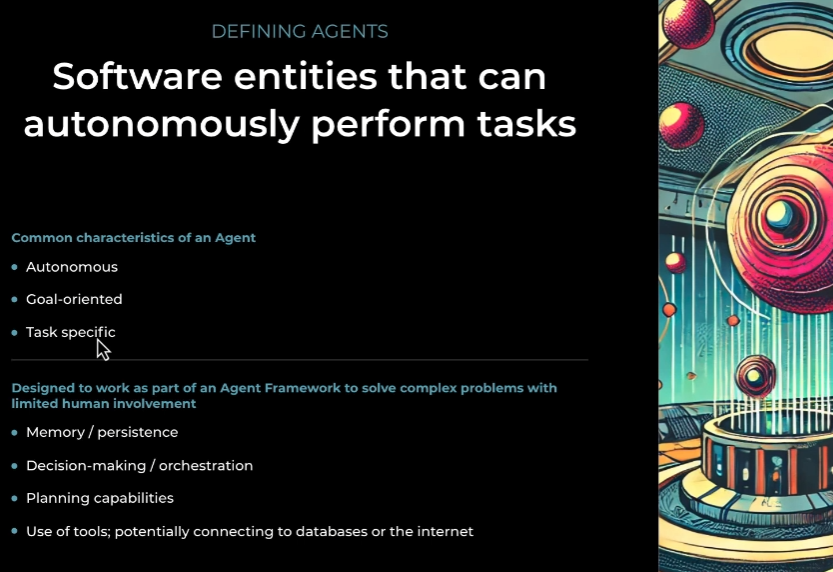 DEFINING AGENTS
Software entities that can
autonomously perform tasks
Common characteristics of an Agent
Autonomous
Goal-oriented
Task specific
Designed to work as part of an Agent Framework to solve complex problems with
limited human involvement
Memory / persistence
Decision-making / orchestration
Planning capabilities
Use of tools; potentially connecting to databases or the internet